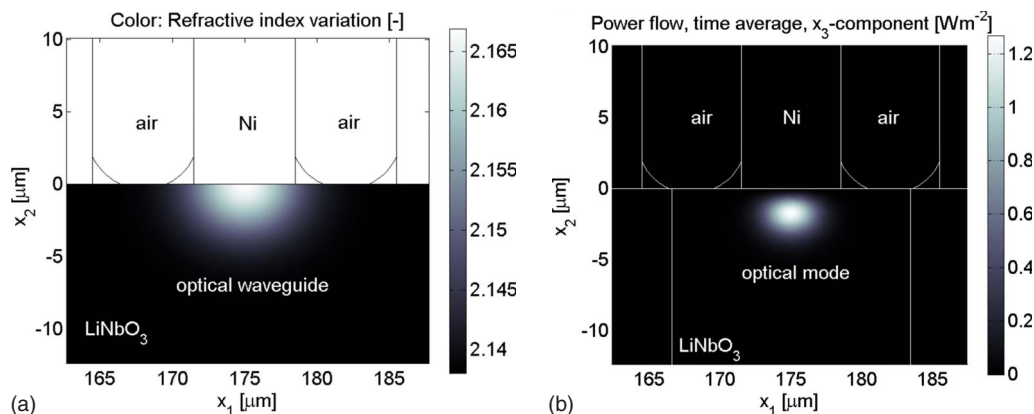 Color: Refractive index variation [-]
10
5
0
-5
-10
x2 [μm]
air
Ni
air
optical waveguide
LiNbO3
165
170
175
180
185
x1 [μm]
2.165
2.16
2.155
2.15
2.145
2.14
(a)
Power flow, time average, x3-component [Wm-2]
10
5
0
-5
-10
x2 [μm]
air
Ni
air
optical mode
LiNbO3
165
170
175
180
185
x1 [μm]
1.2
1
0.8
0.6
0.4
0.2
0
(b)